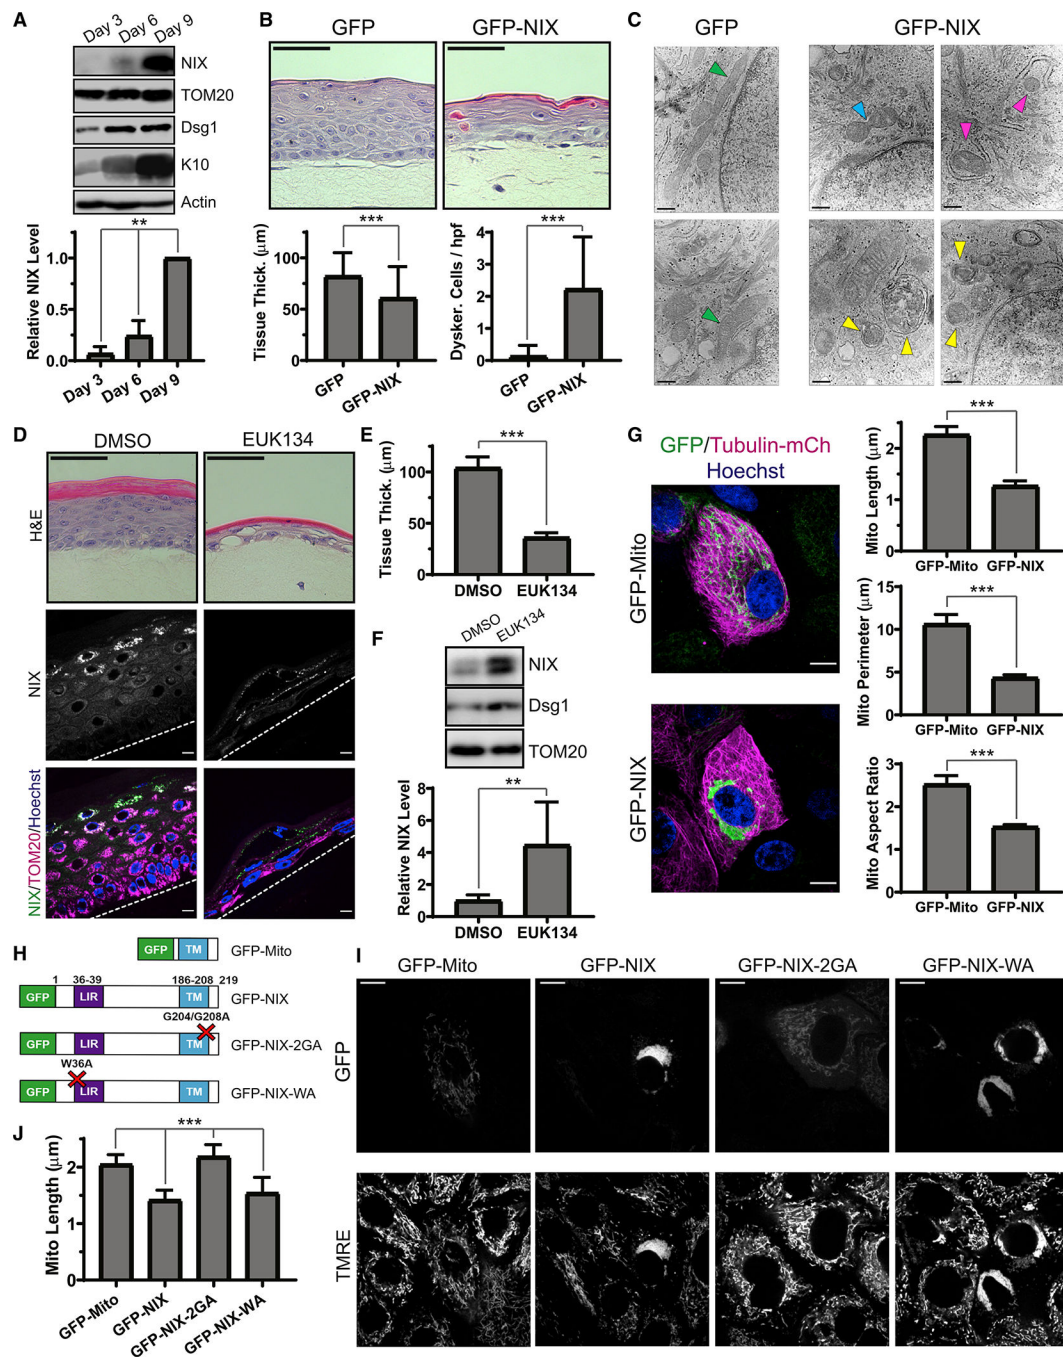 A
Day 3
Day 6
Day 9
NIX
TOM20
Dsg1
K10
Actin
Relative NIX Level
**
1.0
0.5
0.0
Day 3
Day 6
Day 9
B
GFP
GFP-NIX
Tissue Thick. (µm)
***
100
50
0
GFP
GFP-NIX
Dysker. Cells / hpf
***
4
3
2
1
0
GFP
GFP-NIX
C
GFP
GFP-NIX
D
DMSO
EUK134
H&E
NIX
NIX/TOM20/Hoechst
E
Tissue Thick. (µm)
***
100
50
0
DMSO
EUK134
F
DMSO
EUK134
NIX
Dsg1
TOM20
Relative NIX Level
**
8
6
4
2
0
DMSO
EUK134
G
GFP/Tubulin-mCh
Hoechst
GFP-Mito
GFP-NIX
Mito Length (µm)
***
2
1
0
GFP-Mito
GFP-NIX
Mito Perimeter (µm)
***
10
5
0
GFP-Mito
GFP-NIX
Mito Aspect Ratio
***
3
2
1
0
GFP-Mito
GFP-NIX
H
GFP
TM
GFP-Mito
1
36-39
186-208
219
GFP
LIR
TM
GFP-NIX
G204/G208A
GFP
LIR
TM
GFP-NIX-2GA
W36A
GFP
LIR
TM
GFP-NIX-WA
I
GFP-Mito
GFP-NIX
GFP-NIX-2GA
GFP-NIX-WA
GFP
TMRE
J
Mito Length (µm)
***
2
1
0
GFP-Mito
GFP-NIX
GFP-NIX-2GA
GFP-NIX-WA